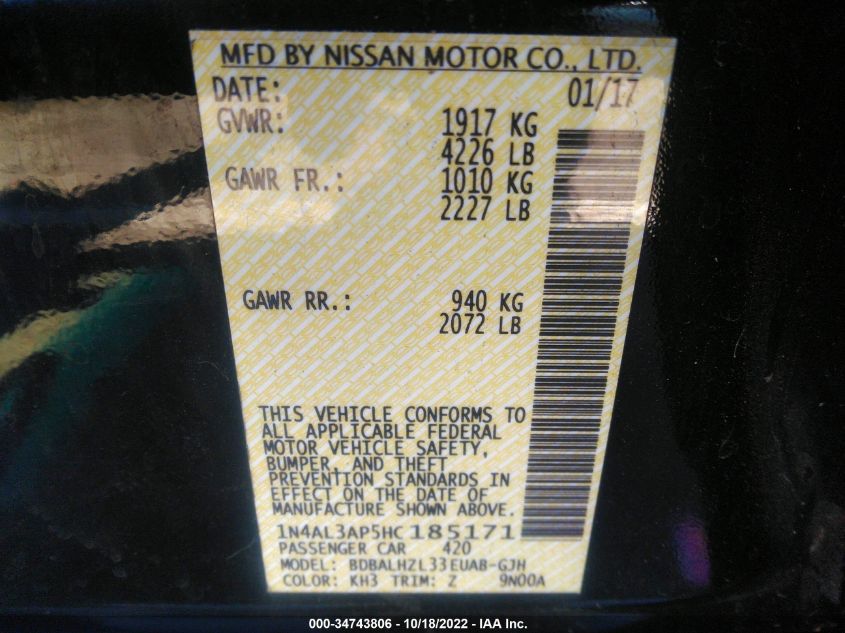 MFD BY NISSAN MOTOR CO., LTD.
DATE: 01/17
GVWR: 1917 KG
4226 LB
GAWR FR.: 1010 KG
2227 LB
GAWR RR.: 940 KG
2072 LB
THIS VEHICLE CONFORMS TO
ALL APPLICABLE FEDERAL
MOTOR VEHICLE SAFETY,
BUMPER, AND THEFT
PREVENTION STANDARDS IN
EFFECT ON THE DATE OF
MANUFACTURE SHOWN ABOVE.
1N4AL3AP5HC185171
PASSENGER CAR 420
MODEL: BDBALHZL33EUAB-GJH
COLOR: KH3 TRIM: Z 9N00A
000-34743806 - 10/18/2022 - IAA Inc.